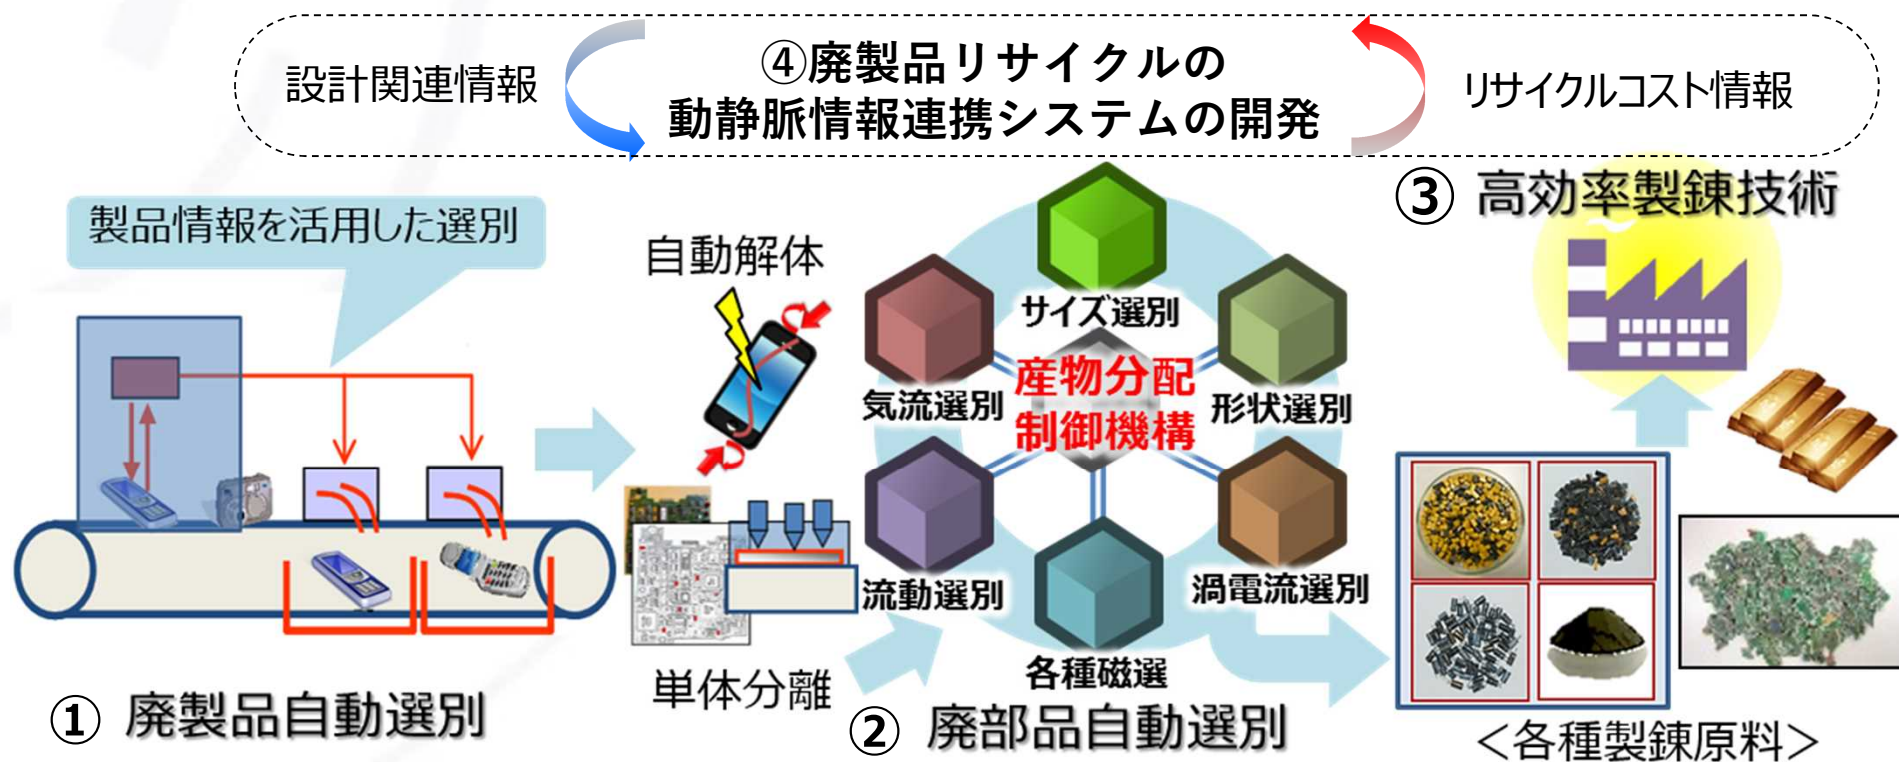 設計関連情報
④廃製品リサイクルの
動静脈情報連携システムの開発
リサイクルコスト情報
製品情報を活用した選別
① 廃製品自動選別
自動解体
単体分離
サイズ選別
気流選別
形状選別
産物分配
制御機構
流動選別
渦電流選別
各種磁選
② 廃部品自動選別
③ 高効率製錬技術
＜各種製錬原料＞